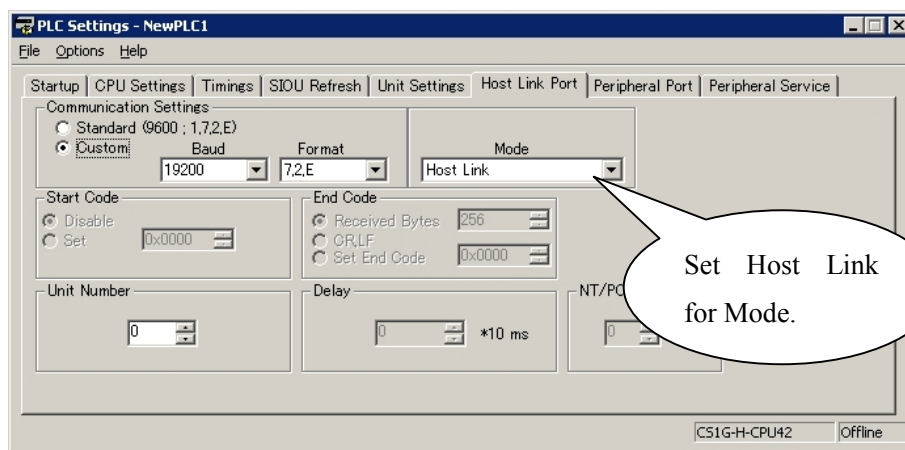 PLC Settings - NewPLC1
File Options Help
Startup CPU Settings Timings SIOU Refresh Unit Settings Host Link Port Peripheral Port Peripheral Service
Communication Settings
Standard (9600 ; 1,7,2,E)
Custom Baud Format Mode
19200 7,2,E Host Link
Start Code End Code
Disable Received Bytes 256
Set 0x0000 CR,LF
Set End Code 0x0000
Set Host Link
for Mode.
Unit Number Delay
0 0 *10 ms 0
CS1G-H-CPU42 Offline